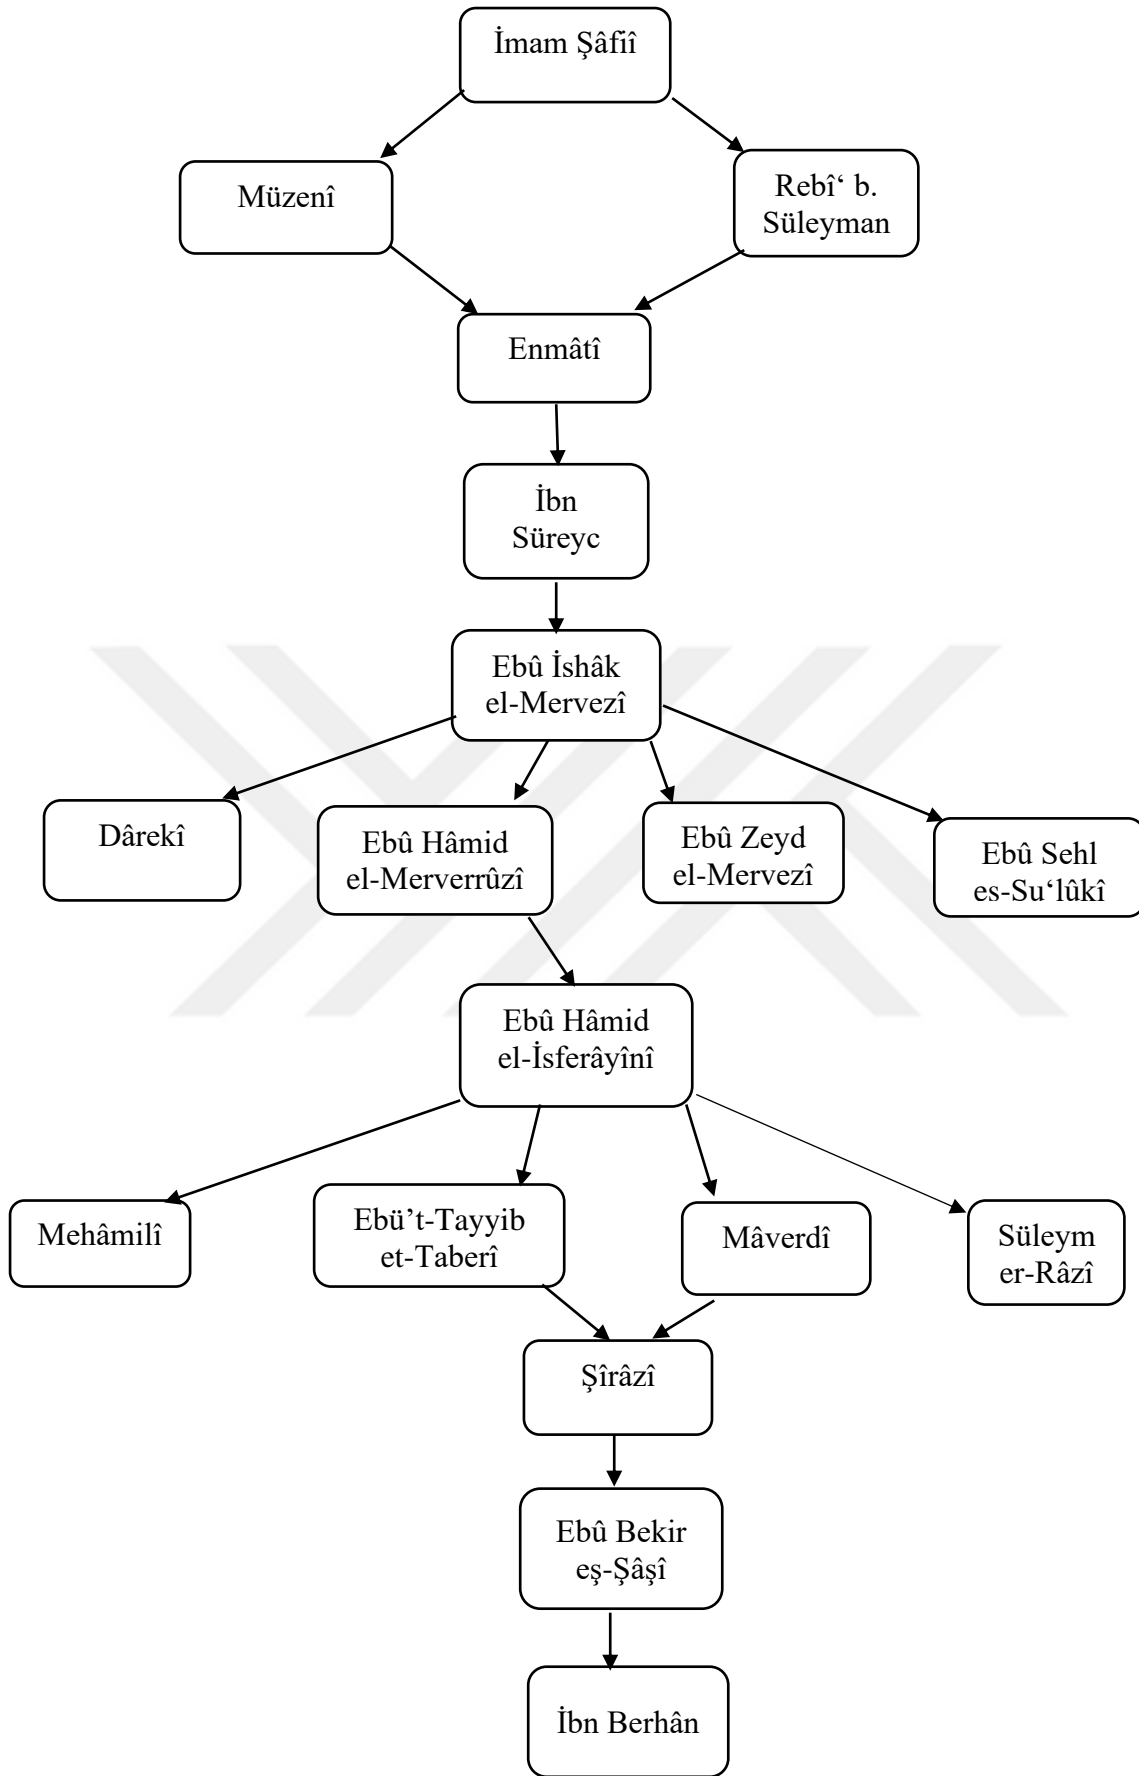 İmam Şâfiî
Müzenî
Rebî‘ b.
Süleyman
Enmâtî
İbn
Süreyc
Ebû İshâk
el-Mervezî
Dârekî
Ebû Hâmid
el-Merverrûzî
Ebû Zeyd
el-Mervezî
Ebû Sehl
es-Su‘lûkî
Ebû Hâmid
el-İsferâyînî
Mehâmilî
Ebü’t-Tayyib
et-Taberî
Mâverdî
Süleym
er-Râzî
Şîrâzî
Ebû Bekir
eş-Şâşî
İbn Berhân